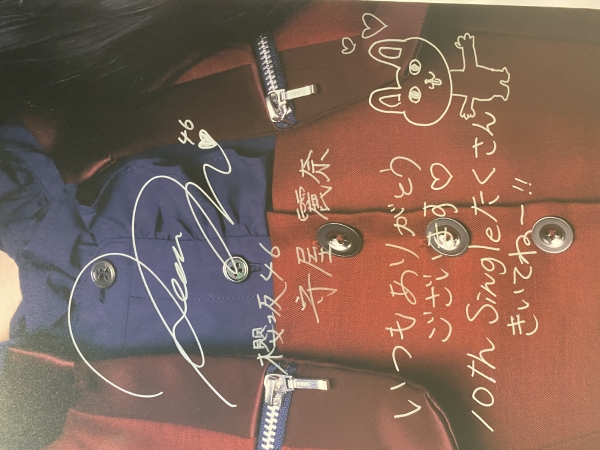 46♡
櫻坂46
守屋 麗奈
いつもありがとう
ございます♡
10th Singleたくさん
きいてね〜!!